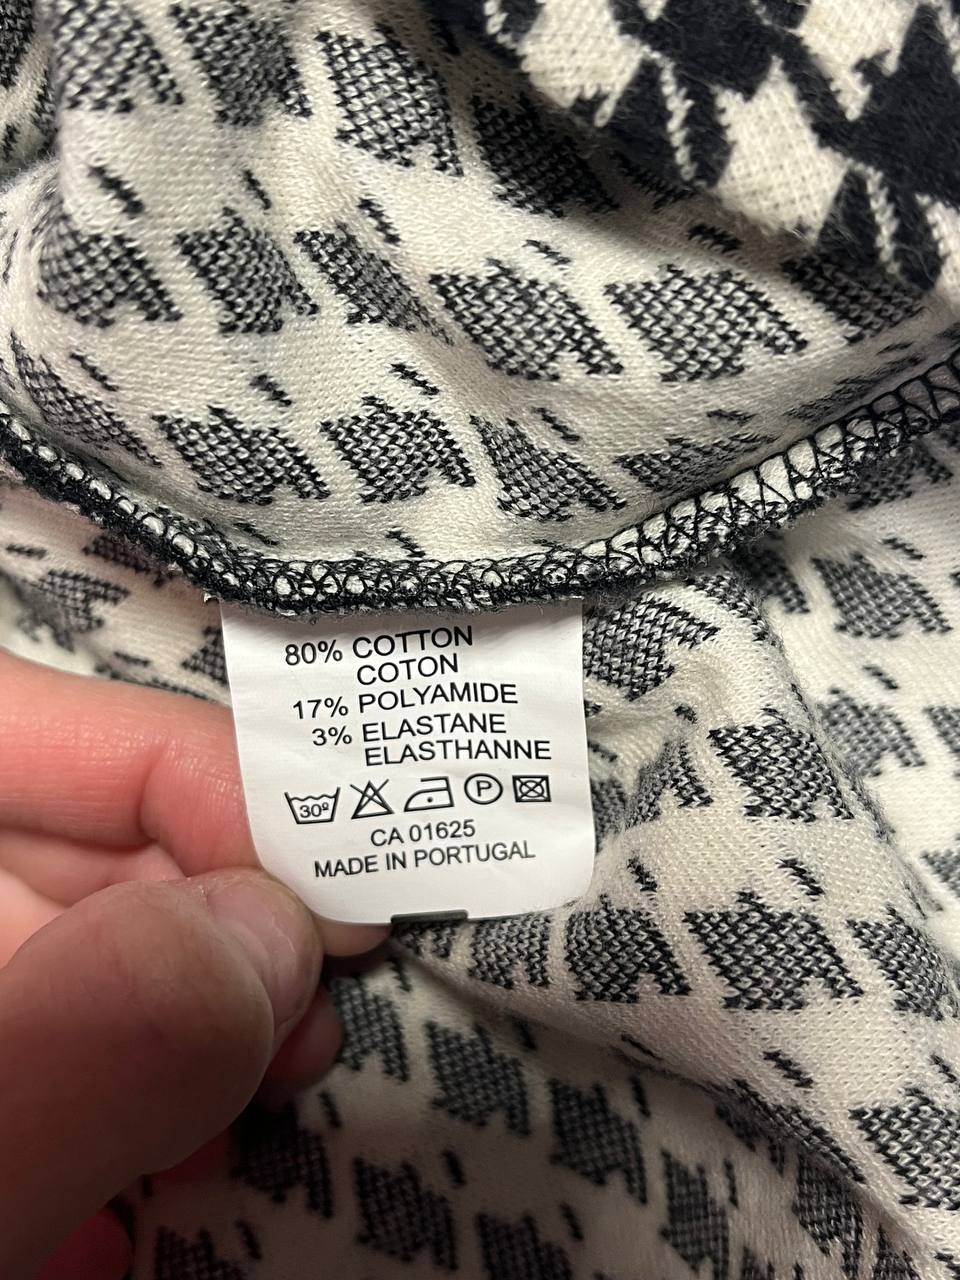 80% COTTON
COTON
17% POLYAMIDE
3% ELASTANE
ELASTHANNE
30º P
CA 01625
MADE IN PORTUGAL